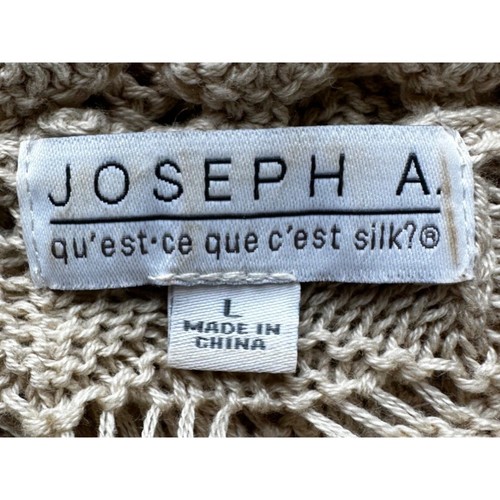 JOSEPH A.
qu'est·ce que c'est silk?®
L
MADE IN
CHINA